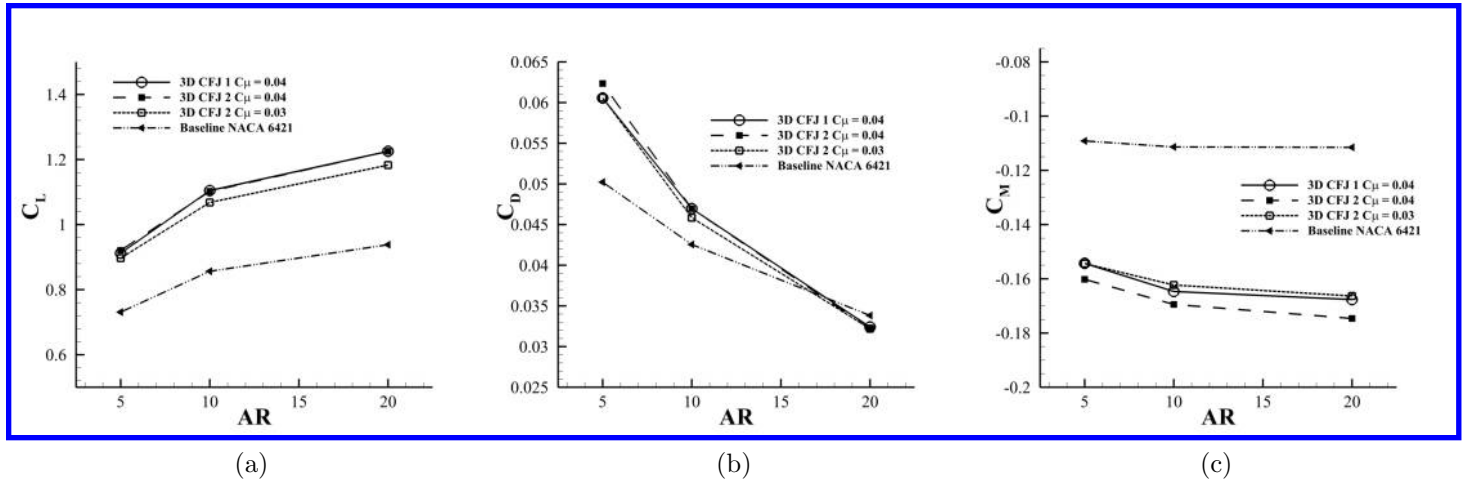 1.4
1.2
1
0.8
0.6
C_L
5
10
15
20
AR
3D CFJ 1 Cμ = 0.04
3D CFJ 2 Cμ = 0.04
3D CFJ 2 Cμ = 0.03
Baseline NACA 6421
(a)
0.065
0.06
0.055
0.05
0.045
0.04
0.035
0.03
0.025
C_D
5
10
15
20
AR
3D CFJ 1 Cμ = 0.04
3D CFJ 2 Cμ = 0.04
3D CFJ 2 Cμ = 0.03
Baseline NACA 6421
(b)
-0.08
-0.1
-0.12
-0.14
-0.16
-0.18
-0.2
C_M
5
10
15
20
AR
3D CFJ 1 Cμ = 0.04
3D CFJ 2 Cμ = 0.04
3D CFJ 2 Cμ = 0.03
Baseline NACA 6421
(c)